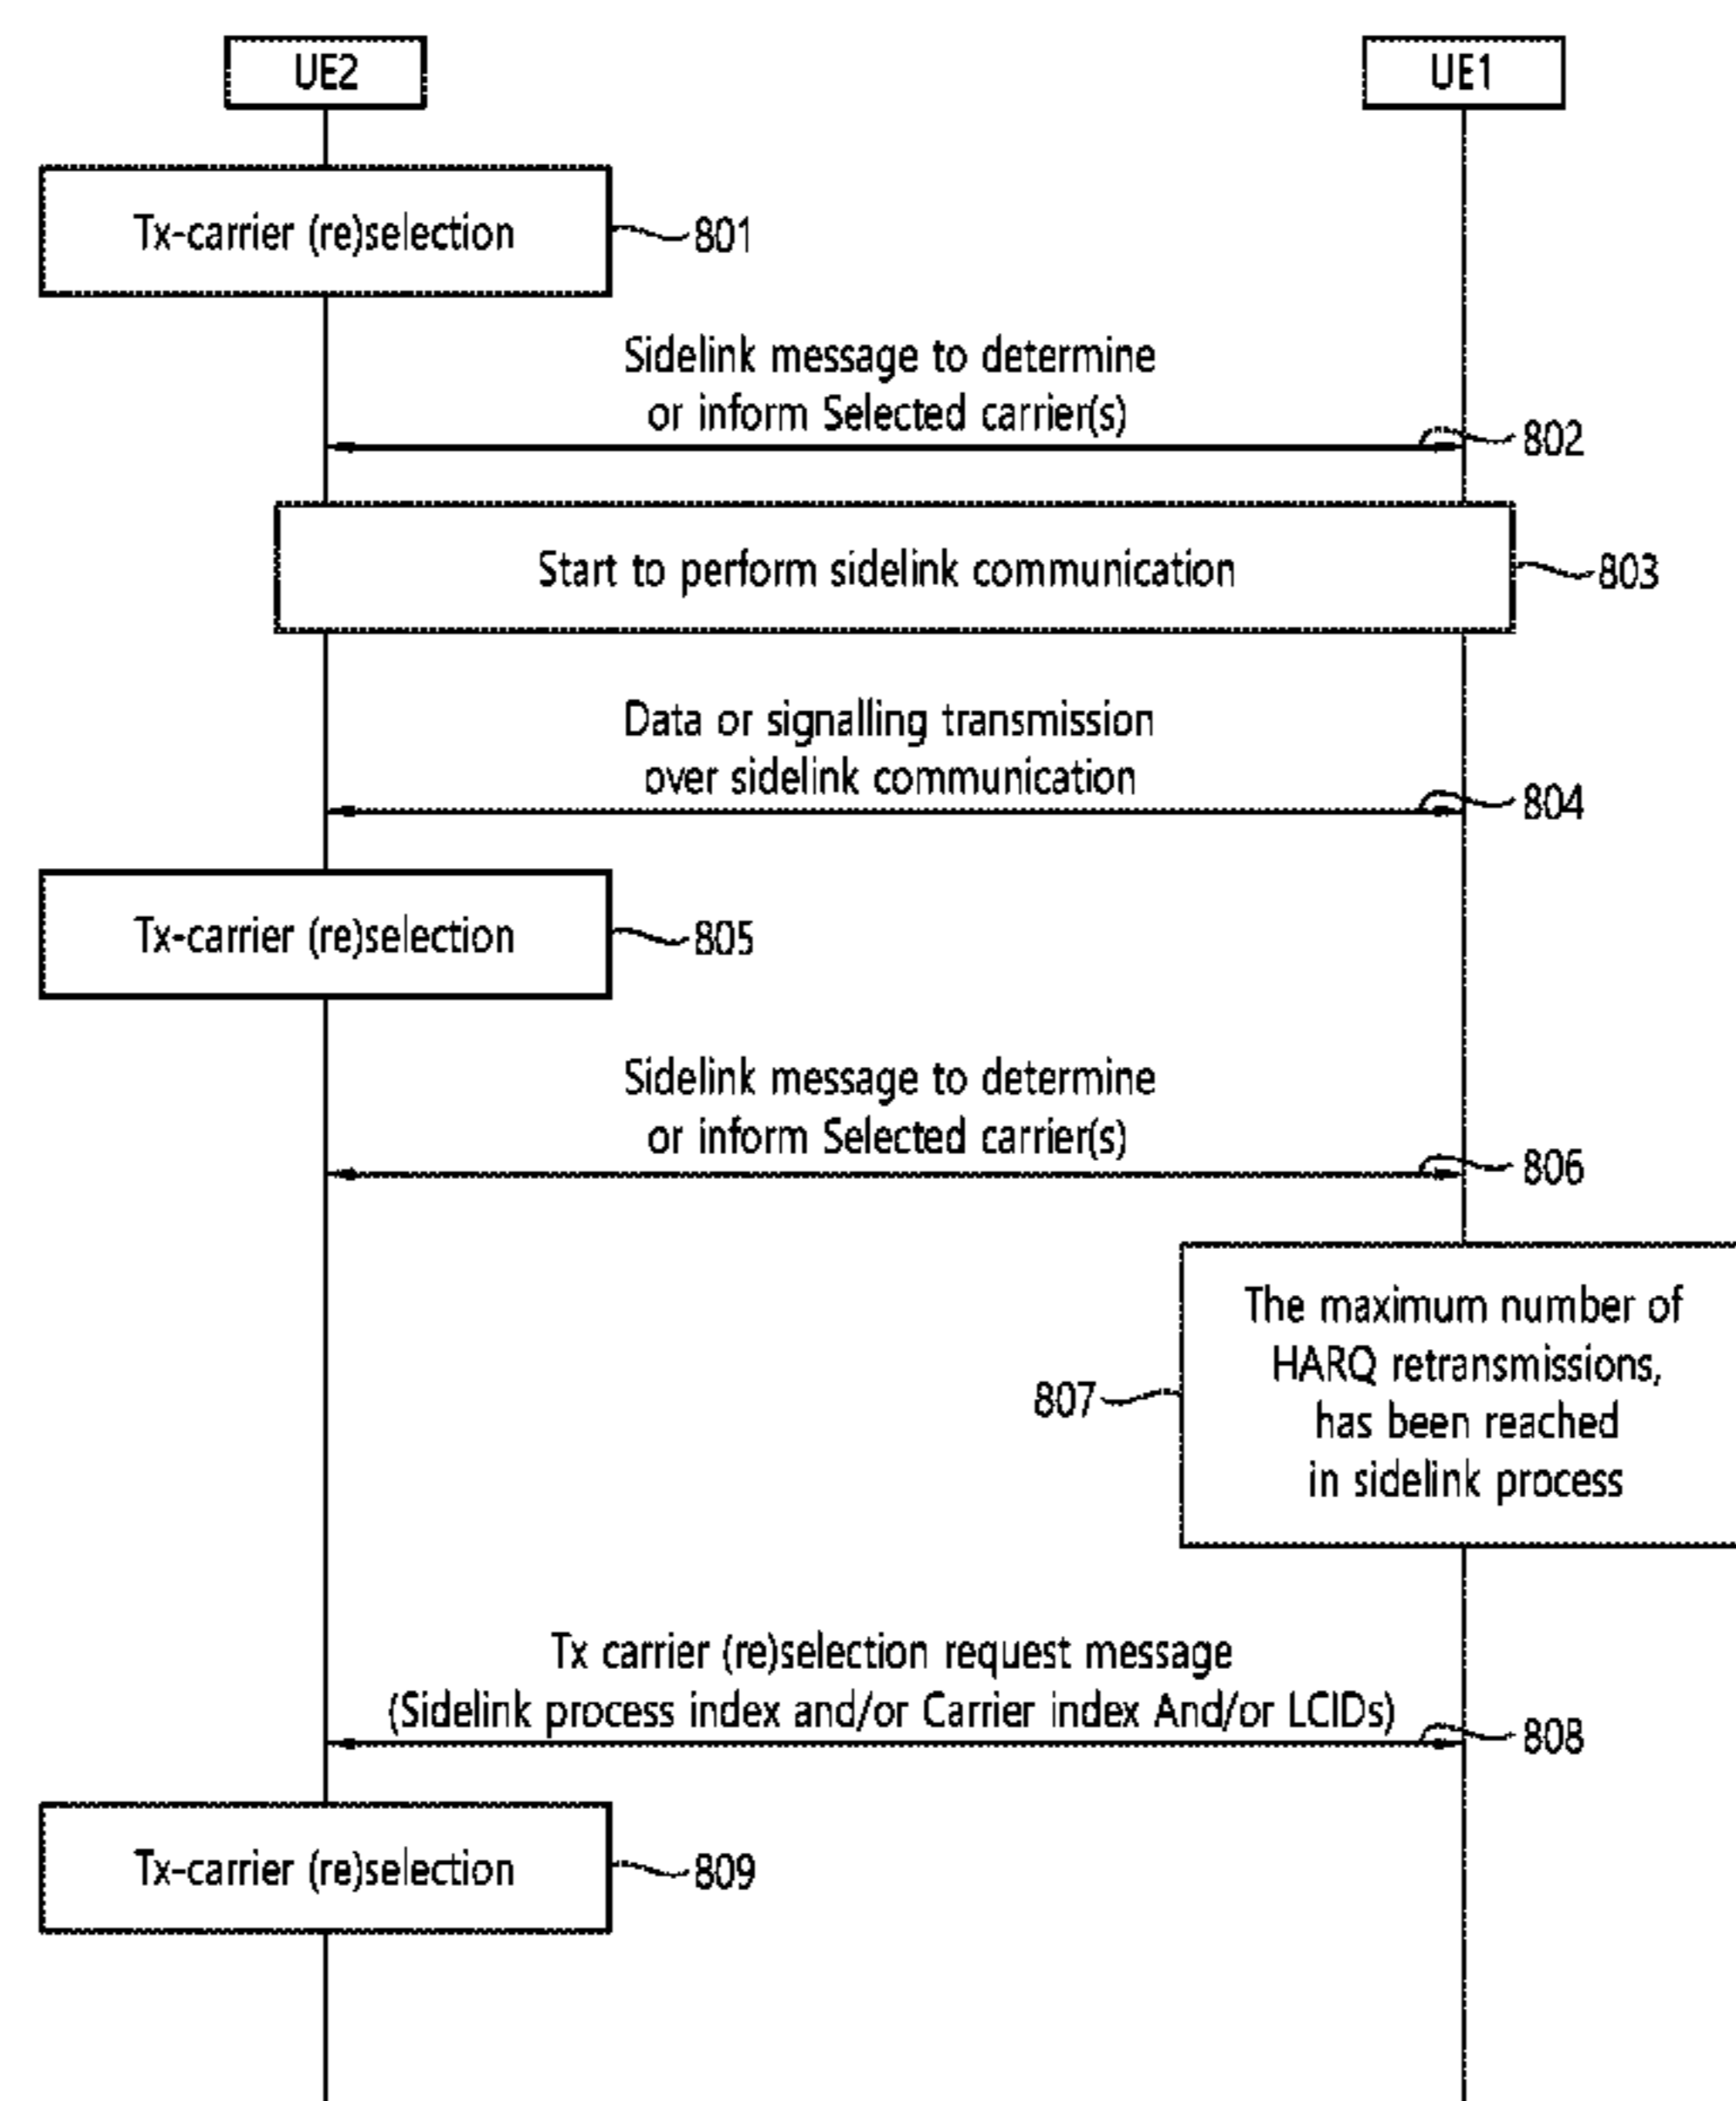 UE2
UE1
Tx-carrier (re)selection
801
Sidelink message to determine
or inform Selected carrier(s)
802
Start to perform sidelink communication
803
Data or signalling transmission
over sidelink communication
804
Tx-carrier (re)selection
805
Sidelink message to determine
or inform Selected carrier(s)
806
The maximum number of
HARQ retransmissions,
has been reached
in sidelink process
807
Tx carrier (re)selection request message
(Sidelink process index and/or Carrier index And/or LCIDs)
808
Tx-carrier (re)selection
809